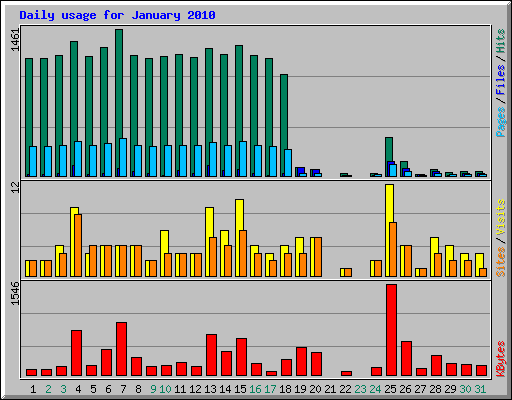 Daily usage for January 2010
1461
Pages / Files / Hits
12
Sites / Visits
1546
KBytes
1 2 3 4 5 6 7 8 9 10 11 12 13 14 15 16 17 18 19 20 21 22 23 24 25 26 27 28 29 30 31